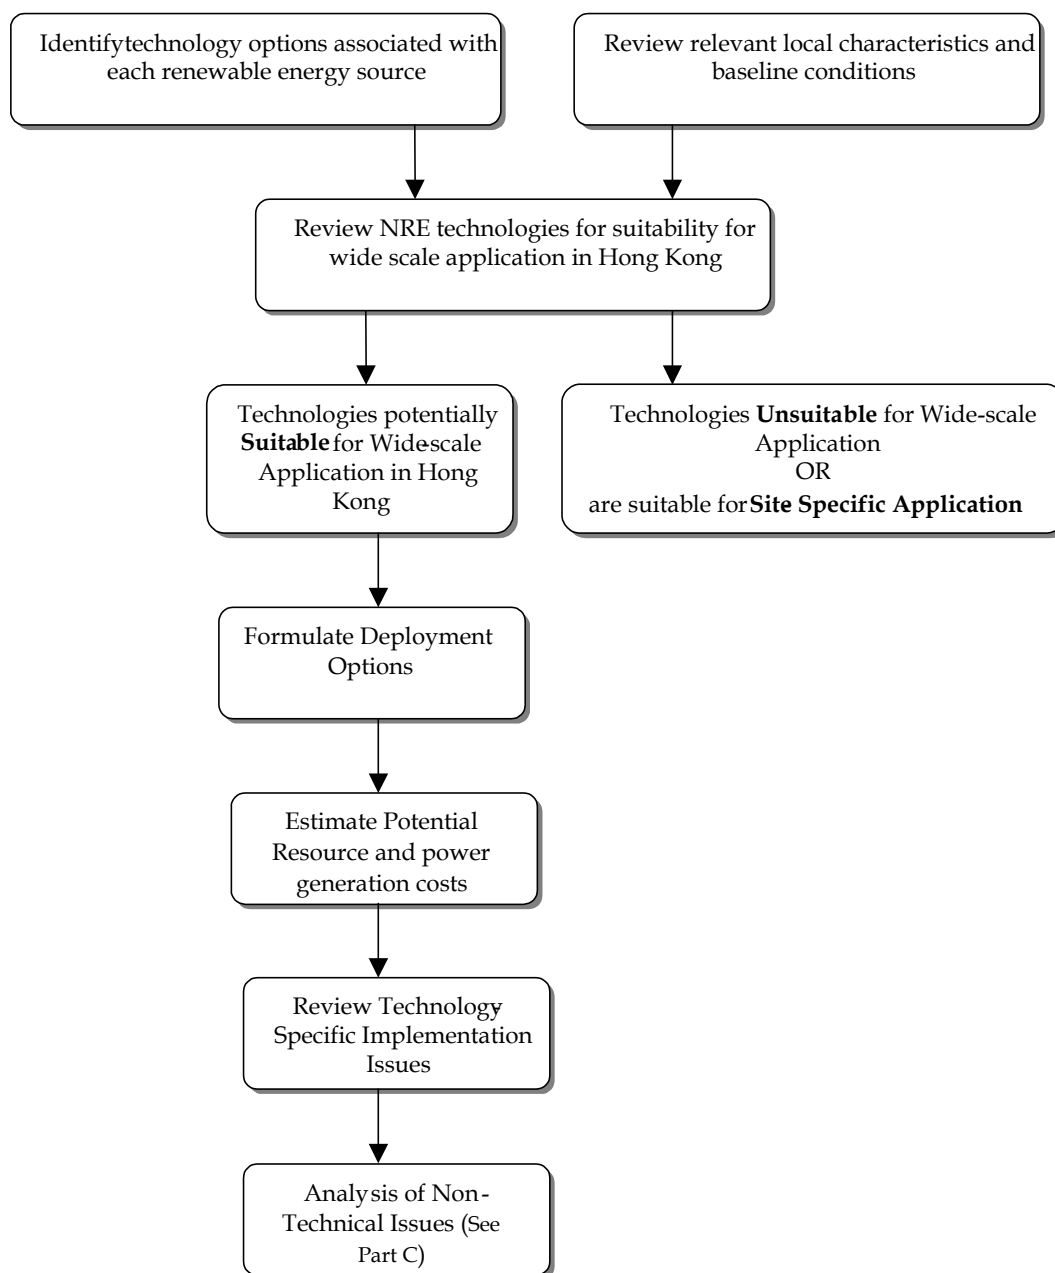 Identifytechnology options associated with
each renewable energy source
Review relevant local characteristics and
baseline conditions
Review NRE technologies for suitability for
wide scale application in Hong Kong
Technologies potentially
Suitable for Wide-scale
Application in Hong
Kong
Technologies Unsuitable for Wide-scale
Application
OR
are suitable for Site Specific Application
Formulate Deployment
Options
Estimate Potential
Resource and power
generation costs
Review Technology-
Specific Implementation
Issues
Analysis of Non-
Technical Issues (See
Part C)